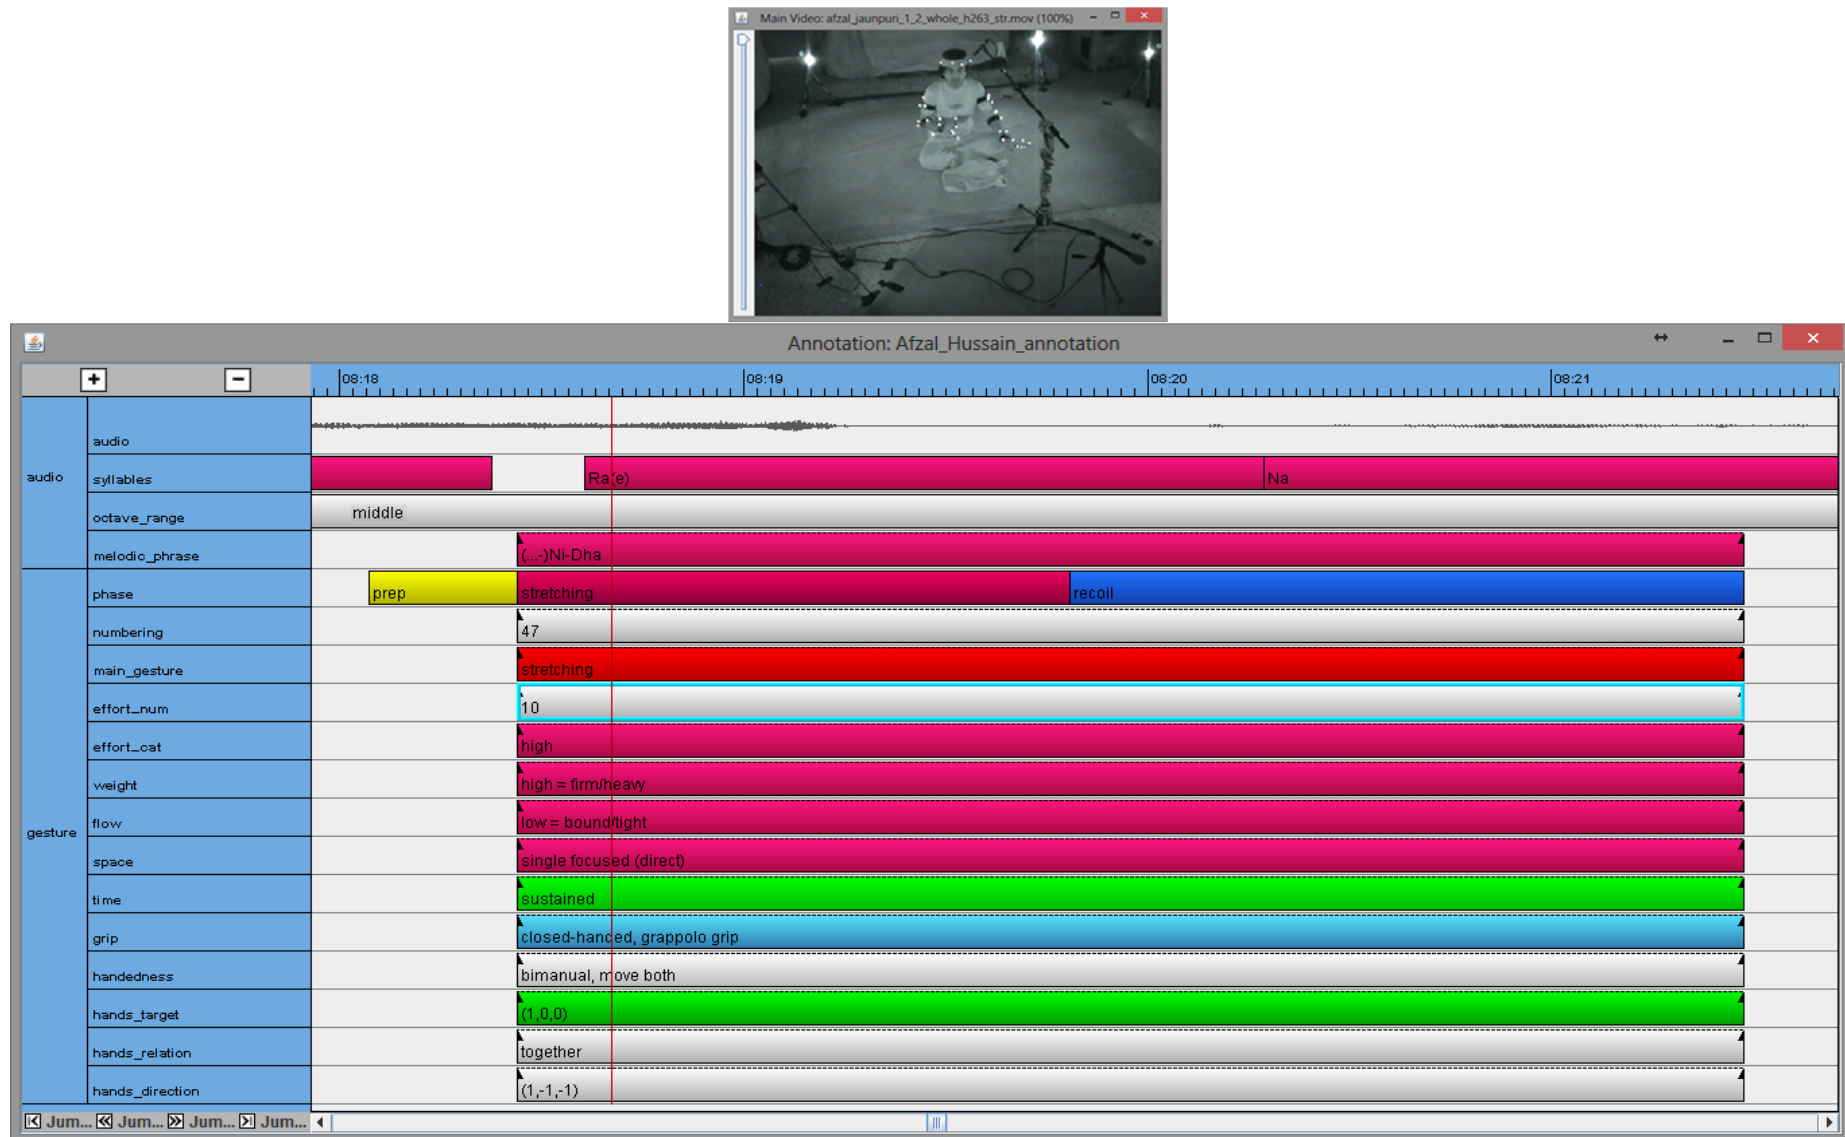 Main Video: afzal_jaunpuri_1_2_whole_h263_str.mov (100%)
Annotation: Afzal_Hussain_annotation
08:18 08:19 08:20 08:21
audio
audio
syllables Ra(e) Na
octave_range middle
melodic_phrase (...-)Ni-Dha
gesture
phase prep stretching recoil
numbering 47
main_gesture stretching
effort_num 10
effort_cat high
weight high = firm/heavy
flow low = bound/tight
space single focused (direct)
time sustained
grip closed-handed, grappolo grip
handedness bimanual, move both
hands_target (1,0,0)
hands_relation together
hands_direction (1,-1,-1)
Jum... Jum... Jum... Jum...